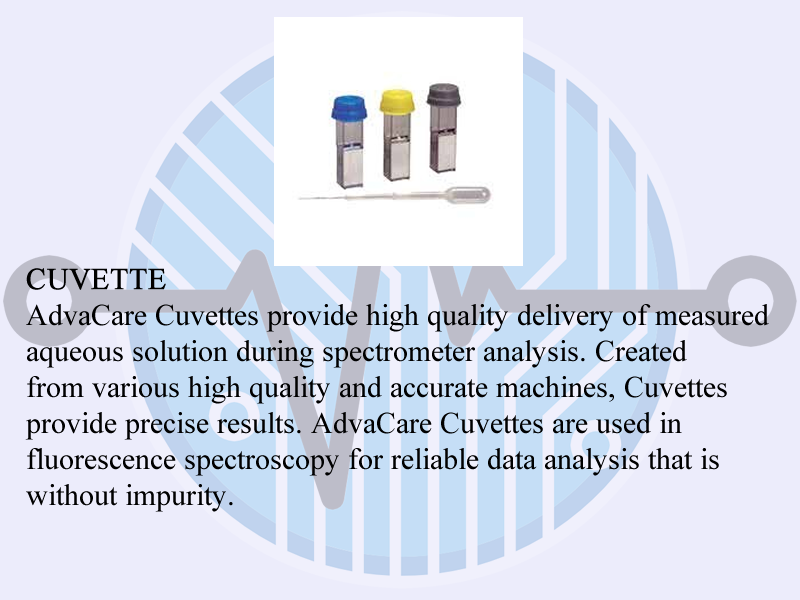 CUVETTE
AdvaCare Cuvettes provide high quality delivery of measured
aqueous solution during spectrometer analysis. Created
from various high quality and accurate machines, Cuvettes
provide precise results. AdvaCare Cuvettes are used in
fluorescence spectroscopy for reliable data analysis that is
without impurity.